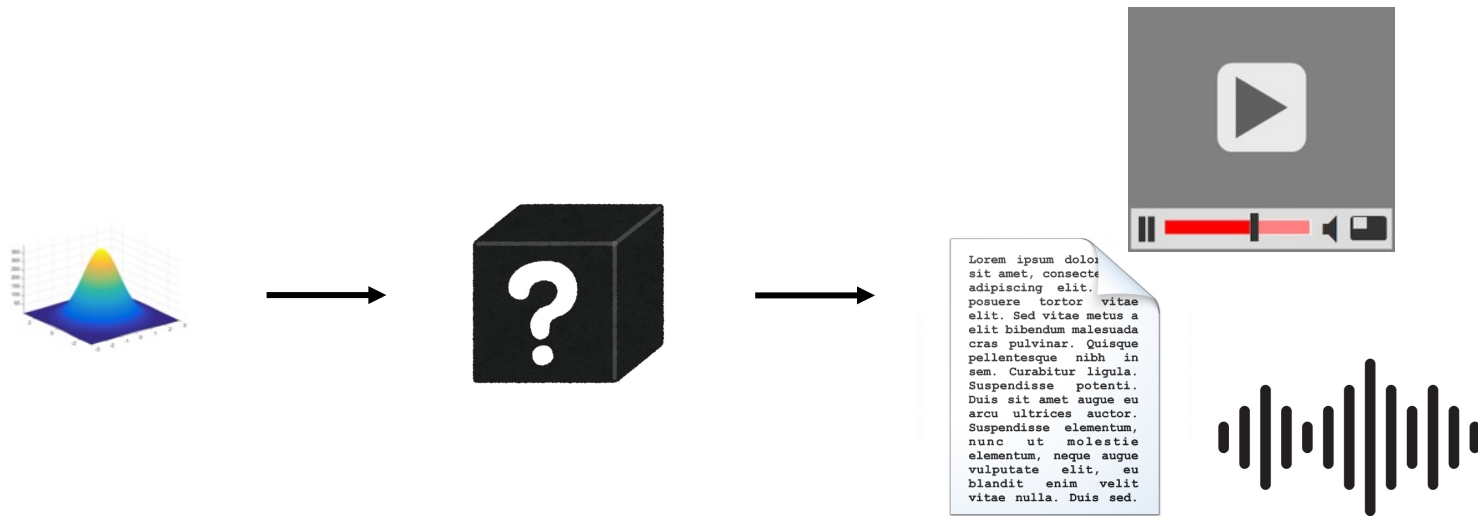 ?
Lorem ipsum dolor
sit amet, consecte
adipiscing elit.
posuere tortor vitae
elit. Sed vitae metus a
elit bibendum malesuada
cras pulvinar. Quisque
pellentesque nibh in
sem. Curabitur ligula.
Suspendisse potenti.
Duis sit amet augue eu
arcu ultrices auctor.
Suspendisse elementum,
nunc ut molestie
elementum, neque augue
vulputate elit, eu
blandit enim velit
vitae nulla. Duis sed.